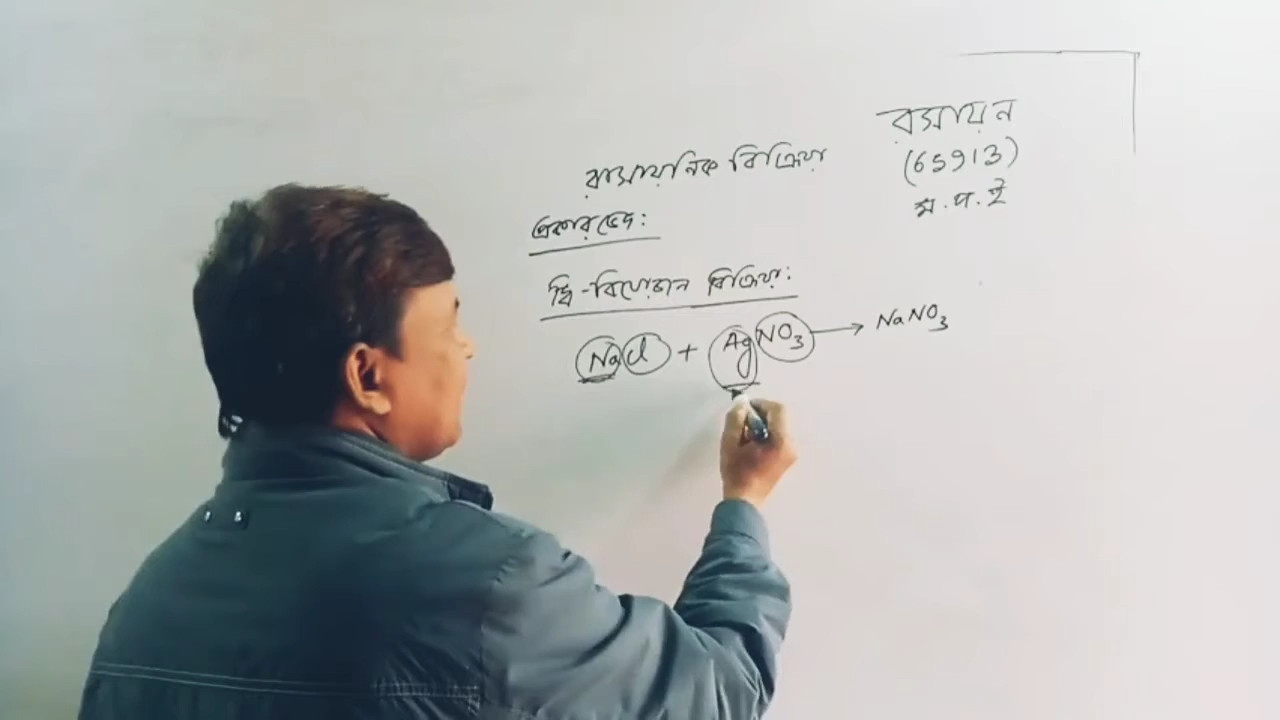 রসায়ন
(65913)
ম.প.ই
রাসায়নিক বিক্রিয়া
প্রকারভেদ:
দ্বি-বিযোজন বিক্রিয়া:
NaCl + AgNO3 → NaNO3